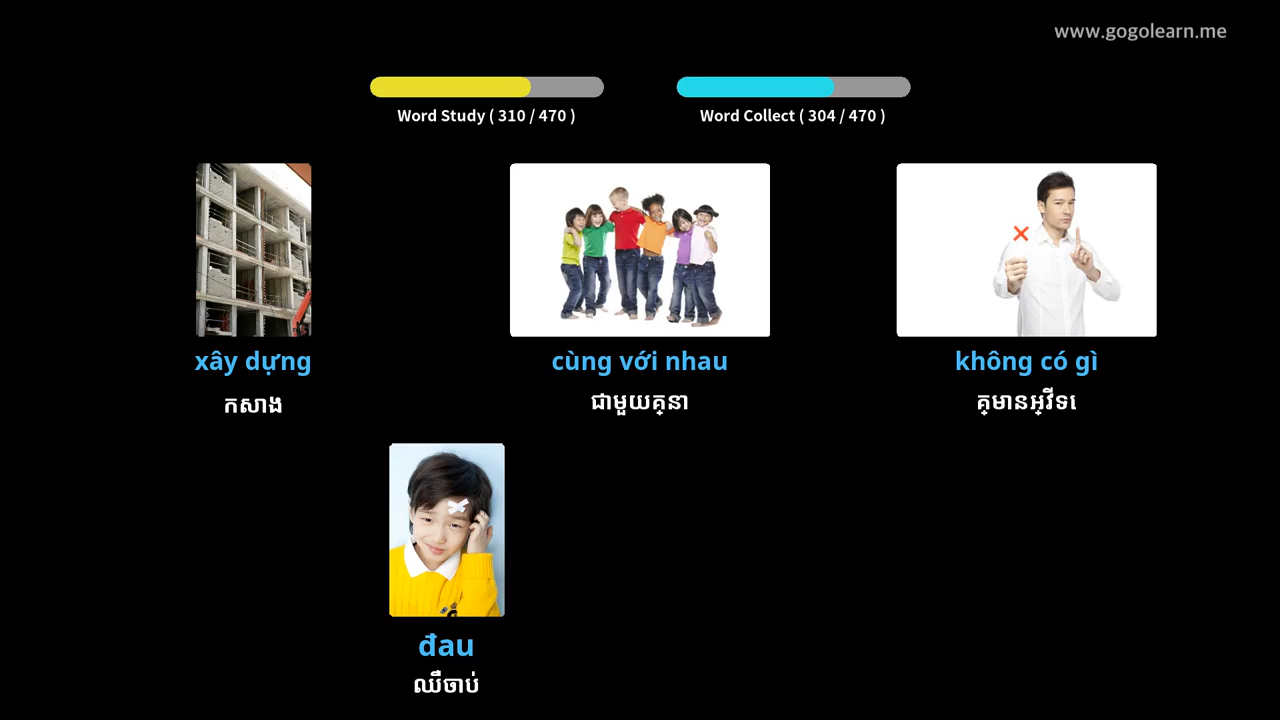 www.gogolearn.me
Word Study ( 310 / 470 )
Word Collect ( 304 / 470 )
xây dựng
cùng với nhau
không có gì
កសាង
ជាមួយគ្នា
គ្មានអ្វីទេ
đau
ឈឺចាប់